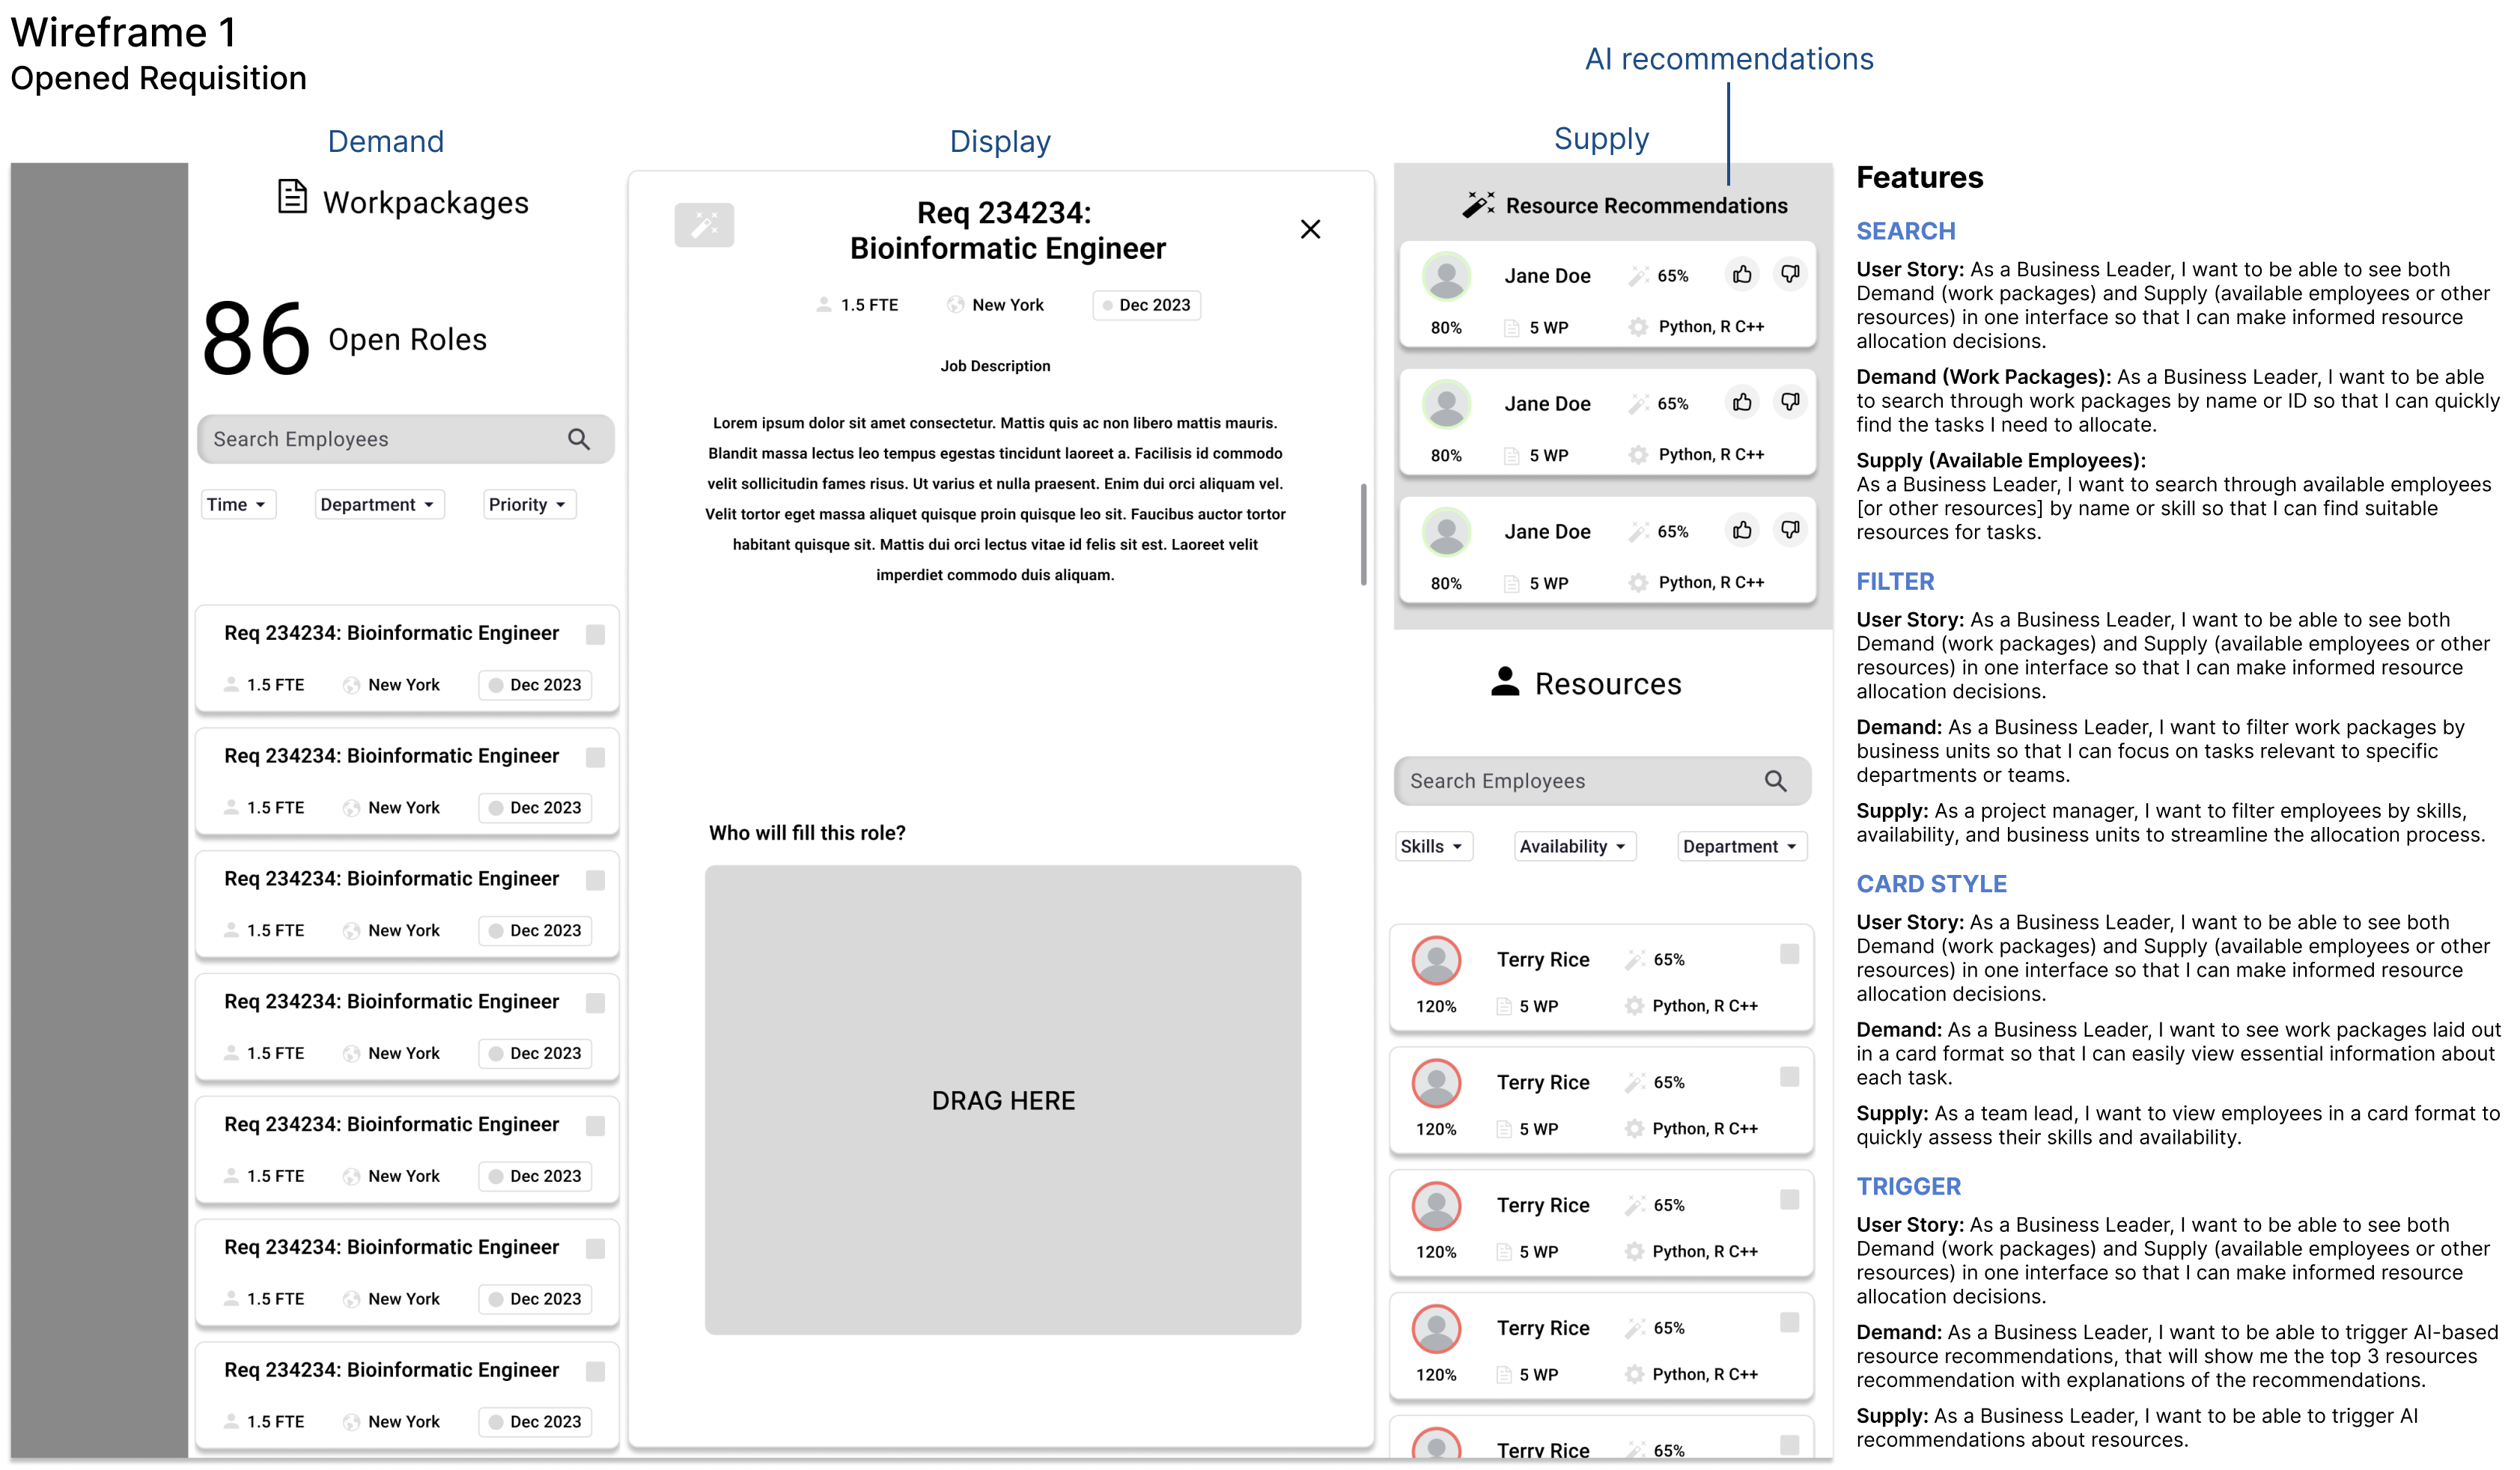 Wireframe 1
Opened Requisition
AI recommendations
Demand
Display
Supply
Workpackages
86 Open Roles
Search Employees
Time Department Priority
Req 234234: Bioinformatic Engineer
1.5 FTE New York Dec 2023
Req 234234: Bioinformatic Engineer
1.5 FTE New York Dec 2023
Req 234234: Bioinformatic Engineer
1.5 FTE New York Dec 2023
Req 234234: Bioinformatic Engineer
1.5 FTE New York Dec 2023
Req 234234: Bioinformatic Engineer
1.5 FTE New York Dec 2023
Req 234234: Bioinformatic Engineer
1.5 FTE New York Dec 2023
Req 234234: Bioinformatic Engineer
1.5 FTE New York Dec 2023
Req 234234:
Bioinformatic Engineer
1.5 FTE New York Dec 2023
Job Description
Lorem ipsum dolor sit amet consectetur. Mattis quis ac non libero mattis mauris.
Blandit massa lectus leo tempus egestas tincidunt laoreet a. Facilisis id commodo
velit sollicitudin fames risus. Ut varius et nulla praesent. Enim dui orci aliquam vel.
Velit tortor eget massa aliquet quisque proin quisque leo sit. Faucibus auctor tortor
habitant quisque sit. Mattis dui orci lectus vitae id felis sit est. Laoreet velit
imperdiet commodo duis aliquam.
Who will fill this role?
DRAG HERE
Resource Recommendations
Jane Doe 65%
80% 5 WP Python, R C++
Jane Doe 65%
80% 5 WP Python, R C++
Jane Doe 65%
80% 5 WP Python, R C++
Resources
Search Employees
Skills Availability Department
Terry Rice 65%
120% 5 WP Python, R C++
Terry Rice 65%
120% 5 WP Python, R C++
Terry Rice 65%
120% 5 WP Python, R C++
Terry Rice 65%
120% 5 WP Python, R C++
Terry Rice 65%
Features
SEARCH
User Story: As a Business Leader, I want to be able to see both
Demand (work packages) and Supply (available employees or other
resources) in one interface so that I can make informed resource
allocation decisions.
Demand (Work Packages): As a Business Leader, I want to be able
to search through work packages by name or ID so that I can quickly
find the tasks I need to allocate.
Supply (Available Employees):
As a Business Leader, I want to search through available employees
[or other resources] by name or skill so that I can find suitable
resources for tasks.
FILTER
User Story: As a Business Leader, I want to be able to see both
Demand (work packages) and Supply (available employees or other
resources) in one interface so that I can make informed resource
allocation decisions.
Demand: As a Business Leader, I want to filter work packages by
business units so that I can focus on tasks relevant to specific
departments or teams.
Supply: As a project manager, I want to filter employees by skills,
availability, and business units to streamline the allocation process.
CARD STYLE
User Story: As a Business Leader, I want to be able to see both
Demand (work packages) and Supply (available employees or other
resources) in one interface so that I can make informed resource
allocation decisions.
Demand: As a Business Leader, I want to see work packages laid out
in a card format so that I can easily view essential information about
each task.
Supply: As a team lead, I want to view employees in a card format to
quickly assess their skills and availability.
TRIGGER
User Story: As a Business Leader, I want to be able to see both
Demand (work packages) and Supply (available employees or other
resources) in one interface so that I can make informed resource
allocation decisions.
Demand: As a Business Leader, I want to be able to trigger AI-based
resource recommendations, that will show me the top 3 resources
recommendation with explanations of the recommendations.
Supply: As a Business Leader, I want to be able to trigger AI
recommendations about resources.